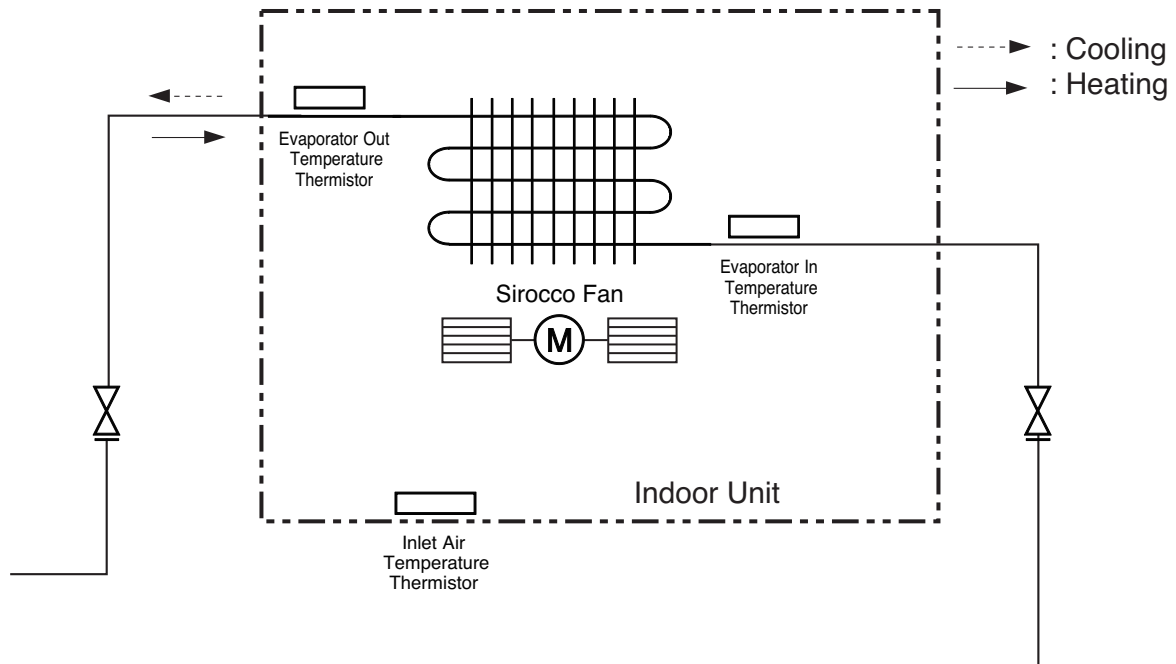 : Cooling
: Heating
Evaporator Out
Temperature
Thermistor
Evaporator In
Temperature
Thermistor
Sirocco Fan
M
Indoor Unit
Inlet Air
Temperature
Thermistor